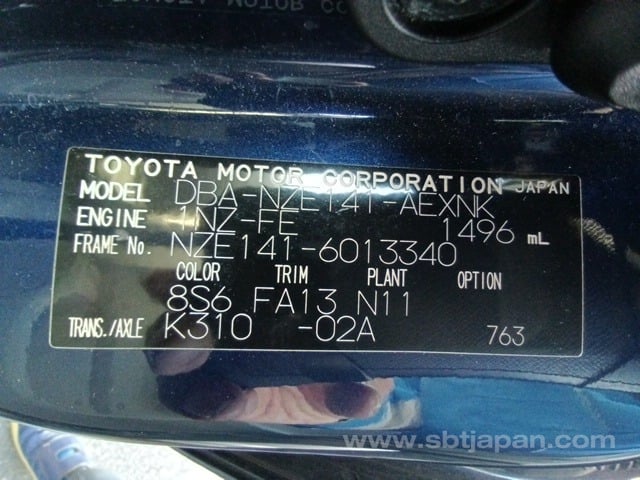 TOYOTA MOTOR CORPORATION JAPAN
MODEL DBA-NZE141-AEXNK
ENGINE 1NZ-FE 1496 mL
FRAME No. NZE141-6013340
COLOR TRIM PLANT OPTION
8S6 FA13 N11
TRANS./AXLE K310 -02A 763
www.sbtjapan.com